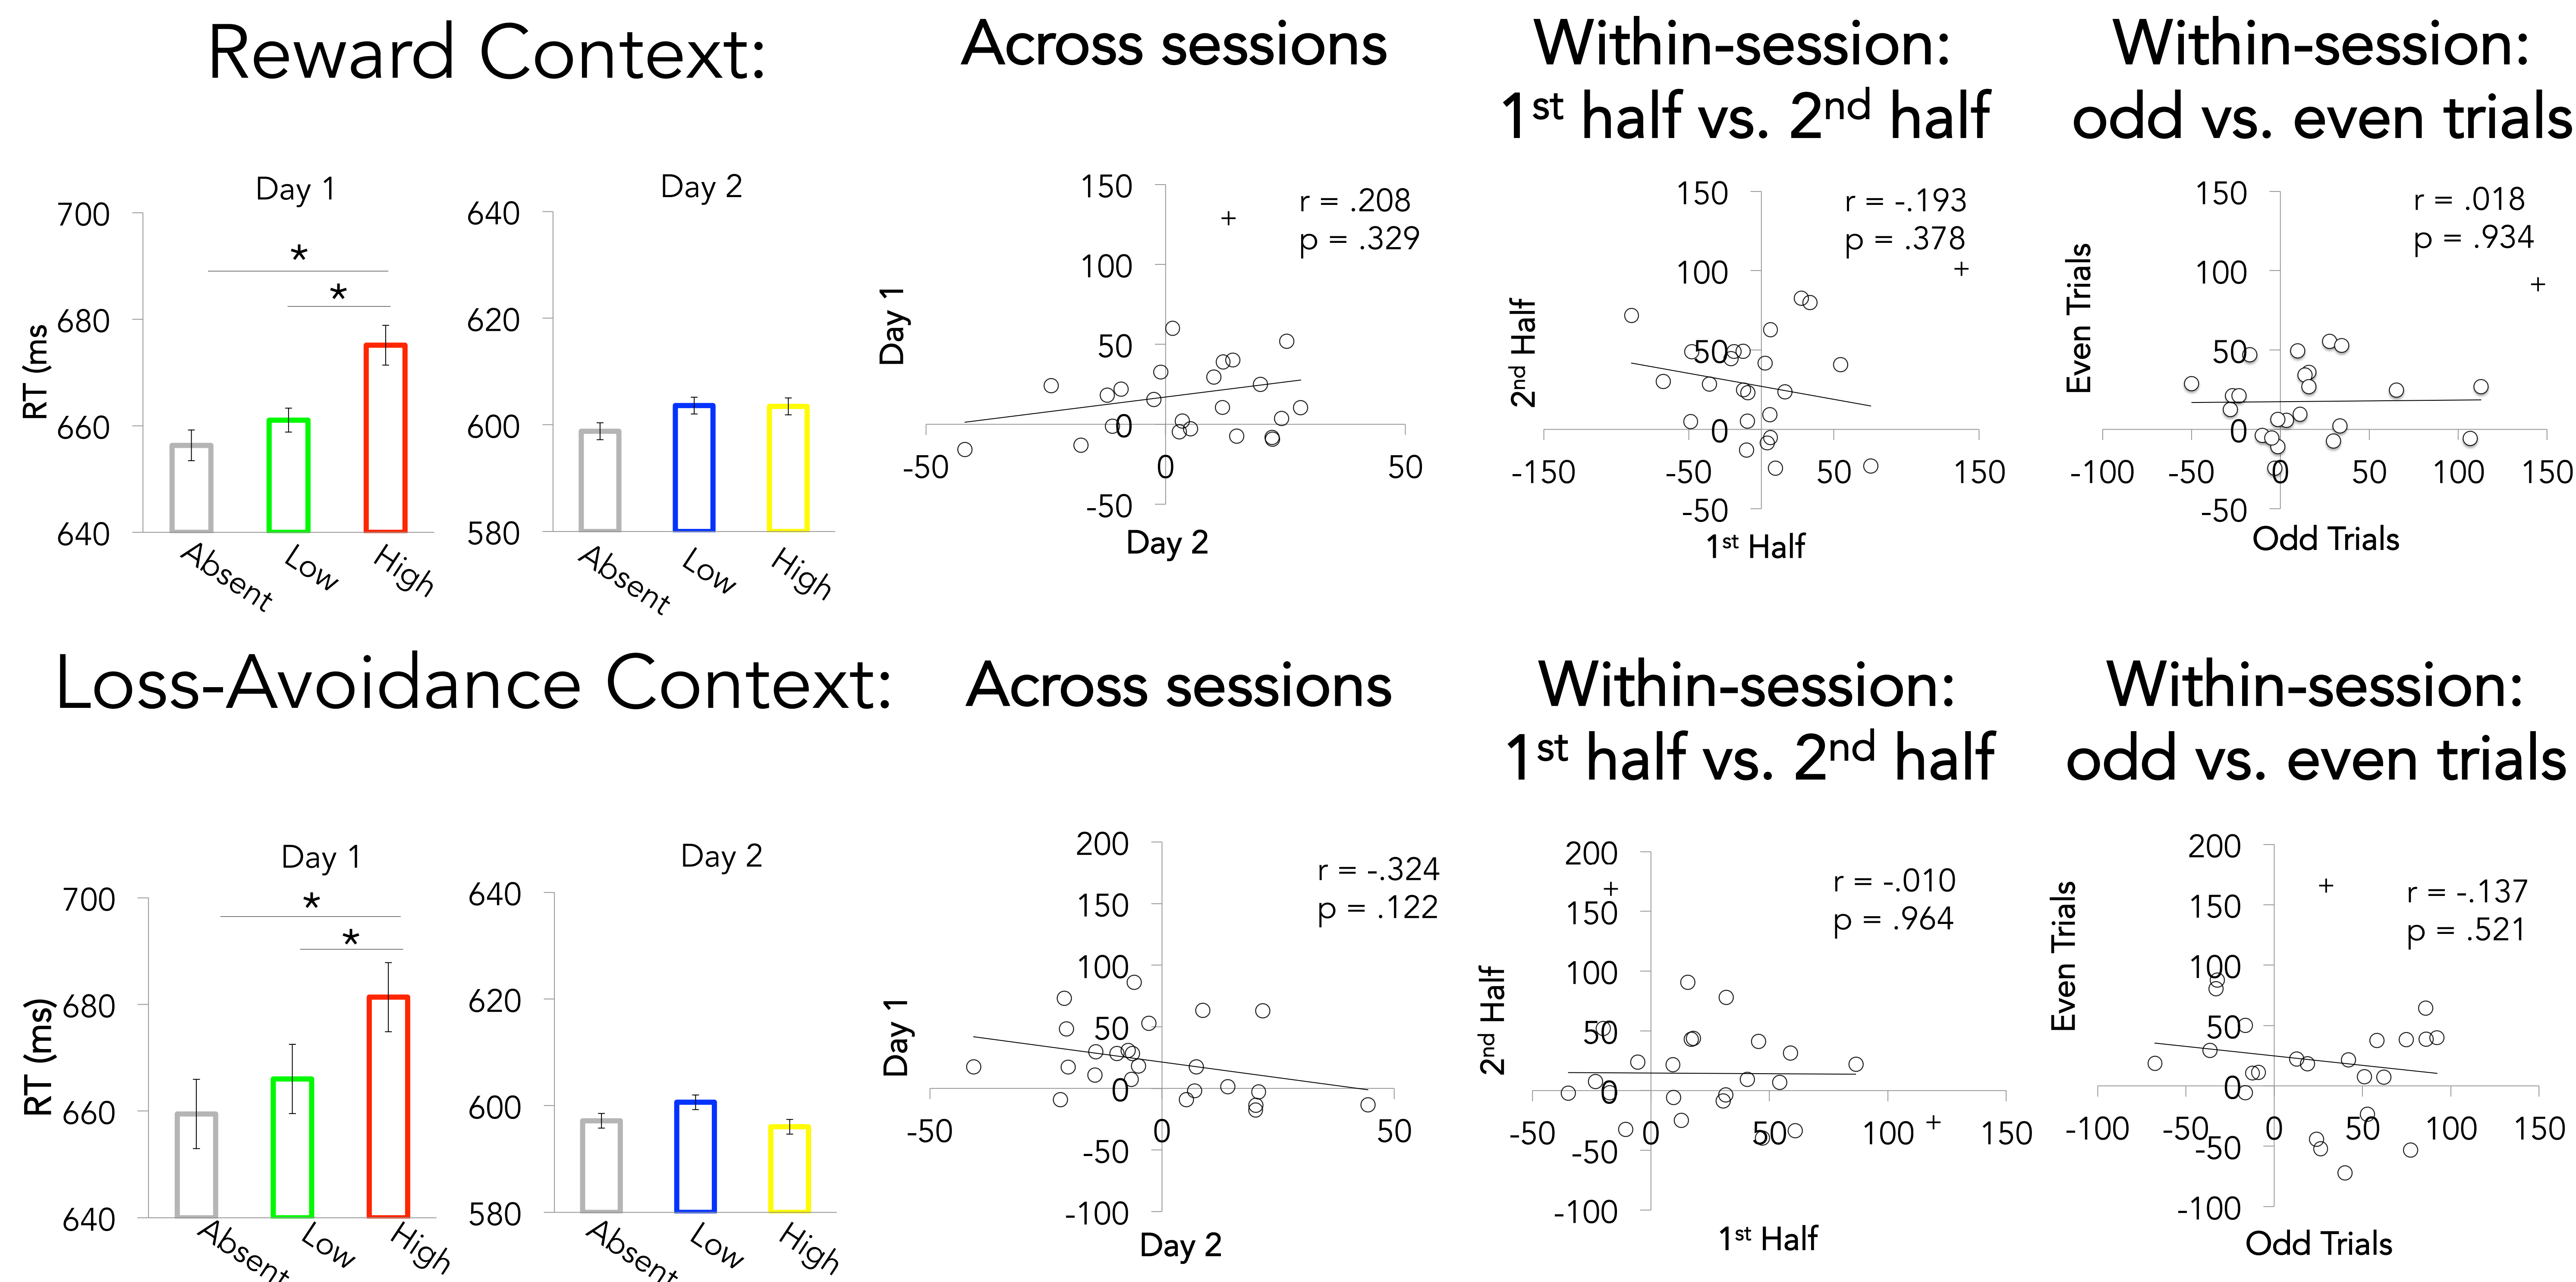 Reward Context:
Across sessions
Within-session:
1st half vs. 2nd half
Within-session:
odd vs. even trials
Day 1
700
680
660
640
RT (ms
*
*
Absent
Low
High
Day 2
640
620
600
580
Absent
Low
High
150
100
50
0
-50
-50
0
50
Day 1
Day 2
r = .208
p = .329
+
150
100
50
0
-50
-150
-50
50
150
2nd Half
1st Half
r = -.193
p = .378
+
150
100
50
0
-50
-100
-50
0
50
100
150
Even Trials
Odd Trials
r = .018
p = .934
+
Loss-Avoidance Context:
Across sessions
Within-session:
1st half vs. 2nd half
Within-session:
odd vs. even trials
Day 1
700
680
660
640
RT (ms)
*
*
Absent
Low
High
Day 2
640
620
600
580
Absent
Low
High
200
150
100
50
0
-50
-100
-50
0
50
Day 1
Day 2
r = -.324
p = .122
200
150
100
50
0
-50
-100
-50
0
50
100
150
2nd Half
1st Half
r = -.010
p = .964
+
+
200
150
100
50
0
-50
-100
-100
-50
0
50
100
150
Even Trials
Odd Trials
r = -.137
p = .521
+